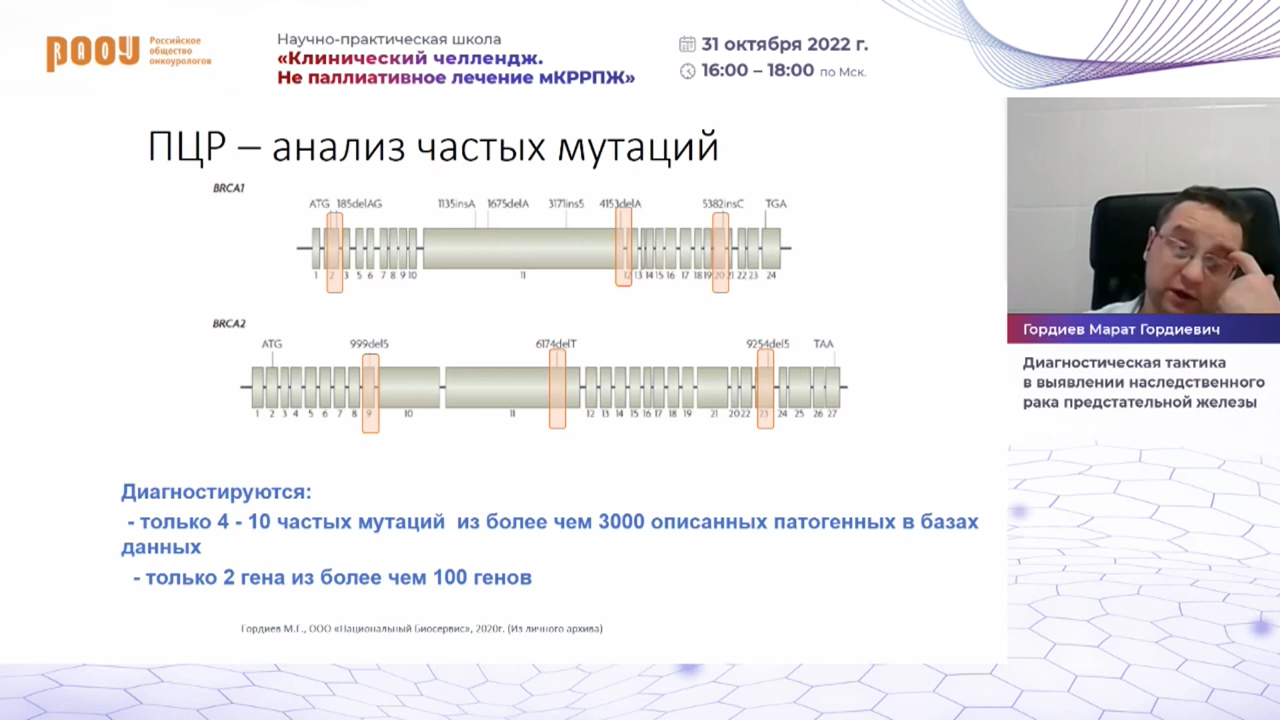 РАОУ
Российское
общество
онкоурологов
Научно-практическая школа
«Клинический челлендж.
Не паллиативное лечение мКРРПЖ»
31 октября 2022 г.
16:00 – 18:00 по Мск.
ПЦР – анализ частых мутаций
BRCA1
ATG 185delAG 1135insA 1675delA 3171ins5 4153delA 5382insC TGA
1 2 3 5 6 7 8 9 10 11 12 13 14 15 16 17 18 19 20 21 22 23 24
BRCA2
ATG 999del5 6174delT 9254del5 TAA
1 2 3 4 5 6 7 8 9 10 11 12 13 14 15 16 17 18 19 21 20 22 23 24 25 26 27
Диагностируются:
- только 4 - 10 частых мутаций из более чем 3000 описанных патогенных в базах
данных
- только 2 гена из более чем 100 генов
Гордиев М.Г., ООО «Национальный Биосервис», 2020г. (Из личного архива)
Гордиев Марат Гордиевич
Диагностическая тактика
в выявлении наследственного
рака предстательной железы